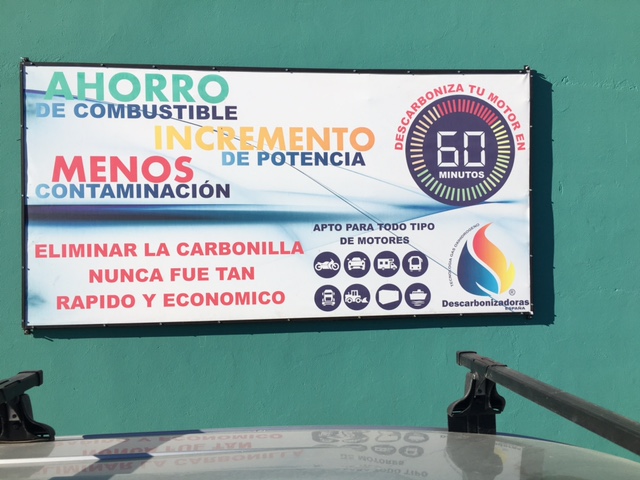 AHORRO
DE COMBUSTIBLE
INCREMENTO
DE POTENCIA
MENOS
CONTAMINACIÓN
DESCARBONIZA TU MOTOR EN
60
MINUTOS
ELIMINAR LA CARBONILLA
NUNCA FUE TAN
RAPIDO Y ECONOMICO
APTO PARA TODO TIPO
DE MOTORES
Descarbonizadoras
ESPAÑA